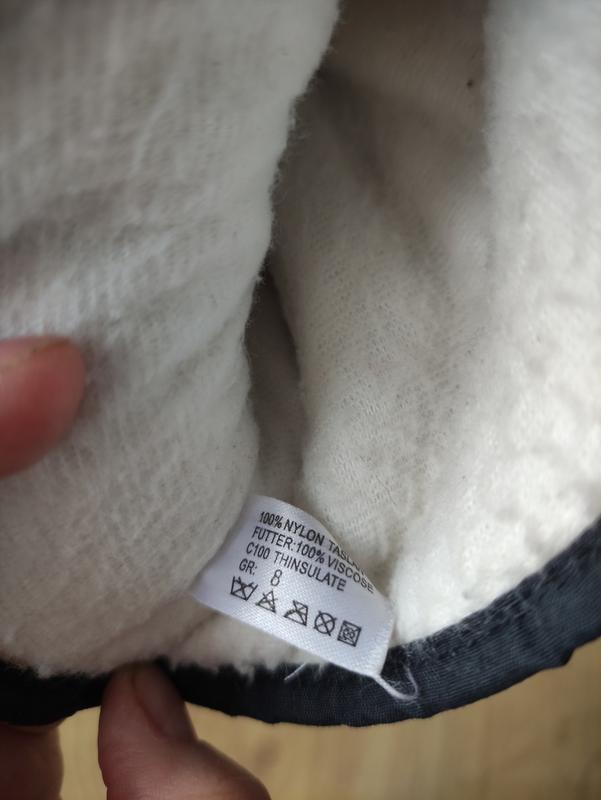 100% NYLON
FUTTER:100% VISCOSE
C100 THINSULATE
GR: 8